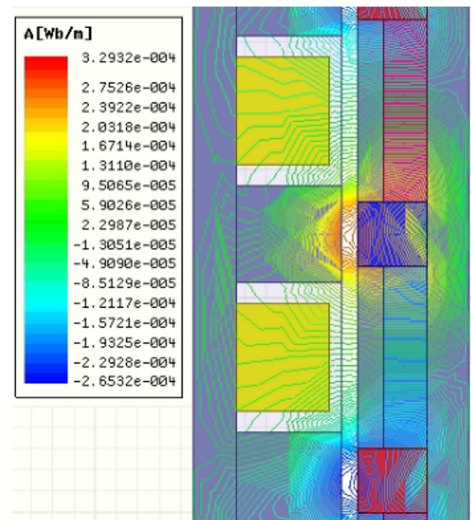 A[Wb/m]
3.2932e-004
2.7526e-004
2.3922e-004
2.0318e-004
1.6714e-004
1.3110e-004
9.5065e-005
5.9026e-005
2.2987e-005
-1.3051e-005
-4.9090e-005
-8.5129e-005
-1.2117e-004
-1.5721e-004
-1.9325e-004
-2.2928e-004
-2.6532e-004